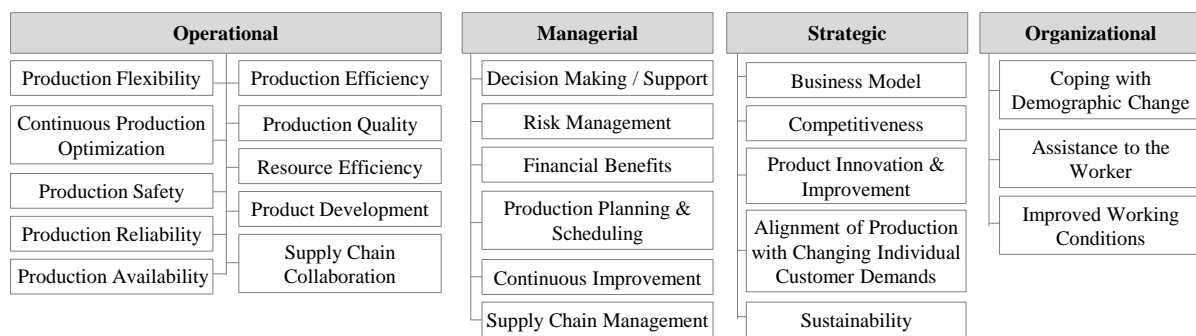 Operational
Production Flexibility
Continuous Production
Optimization
Production Safety
Production Reliability
Production Availability
Production Efficiency
Production Quality
Resource Efficiency
Product Development
Supply Chain
Collaboration
Managerial
Decision Making / Support
Risk Management
Financial Benefits
Production Planning &
Scheduling
Continuous Improvement
Supply Chain Management
Strategic
Business Model
Competitiveness
Product Innovation &
Improvement
Alignment of Production
with Changing Individual
Customer Demands
Sustainability
Organizational
Coping with
Demographic Change
Assistance to the
Worker
Improved Working
Conditions